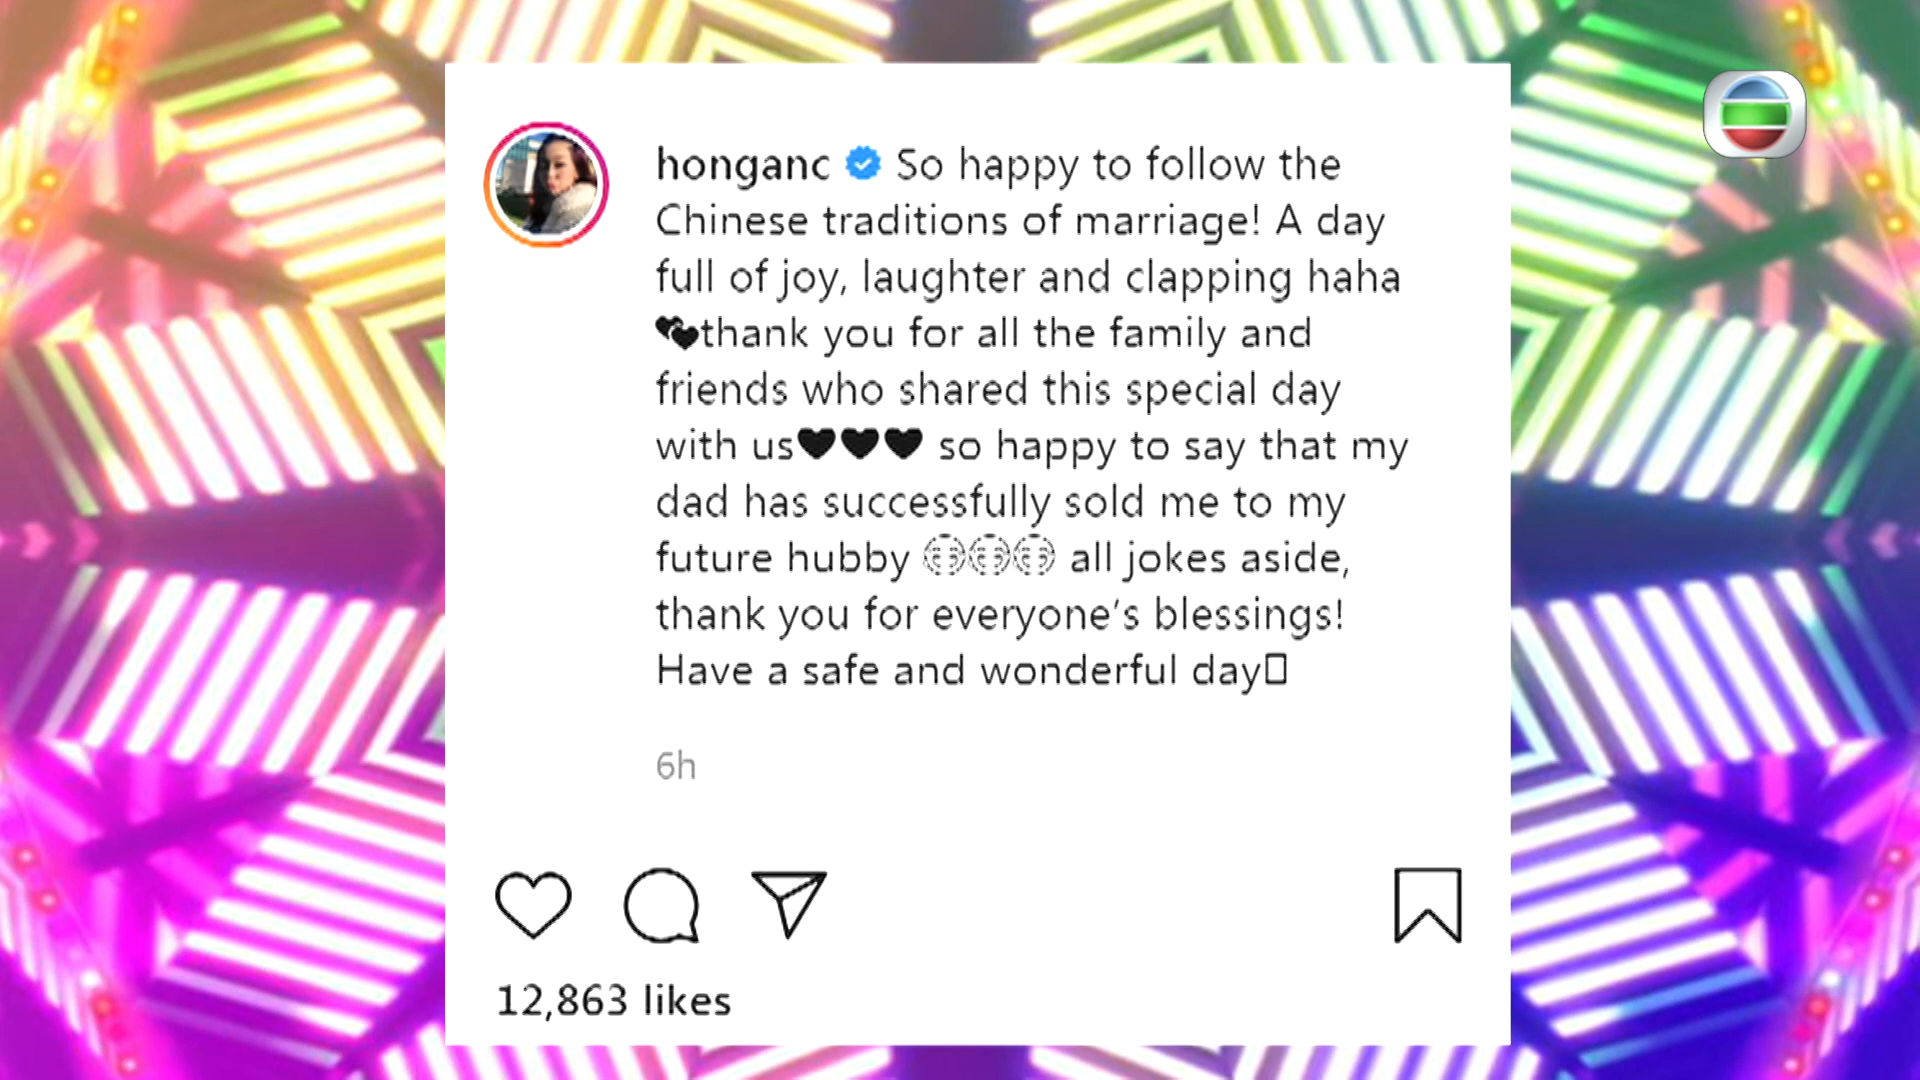 honganc So happy to follow the
Chinese traditions of marriage! A day
full of joy, laughter and clapping haha
💕thank you for all the family and
friends who shared this special day
with us🖤🖤🖤 so happy to say that my
dad has successfully sold me to my
future hubby 😂😂😂 all jokes aside,
thank you for everyone’s blessings!
Have a safe and wonderful day▯
6h
12,863 likes